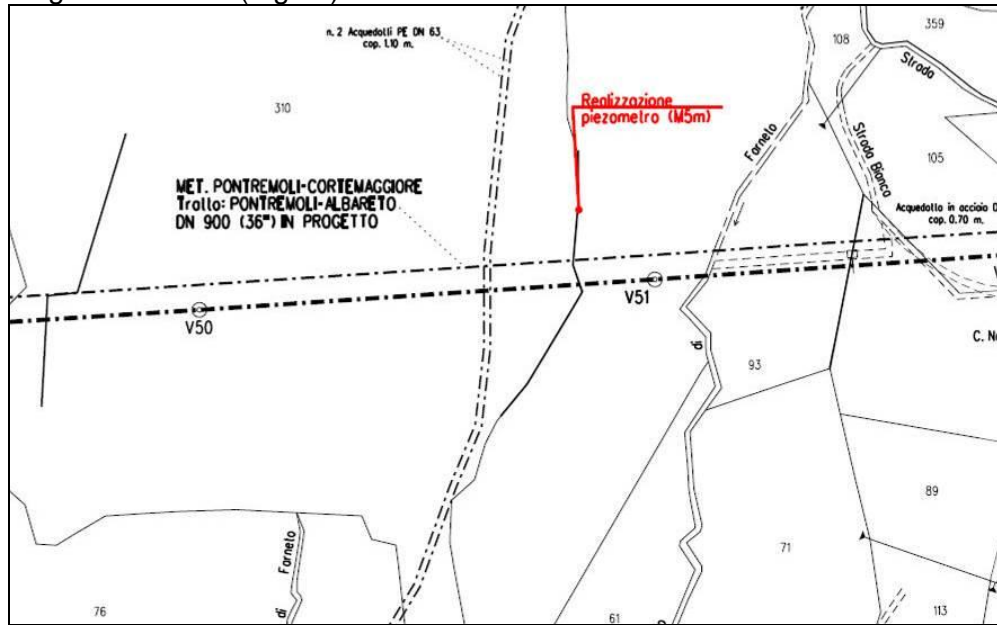 n. 2 Acquedotti PE DN 63
cop. 1.10 m.
310
108
359
Strada
Realizzazione
piezometro (M5m)
Farneto
Strada Bianca
105
MET. PONTREMOLI-CORTEMAGGIORE
Tratto: PONTREMOLI-ALBARETO
DN 900 (36") IN PROGETTO
Acquedotto in acciaio D
cop. 0.70 m.
V50
V51
di
93
C. N
89
71
Farneto
di
76
61
113